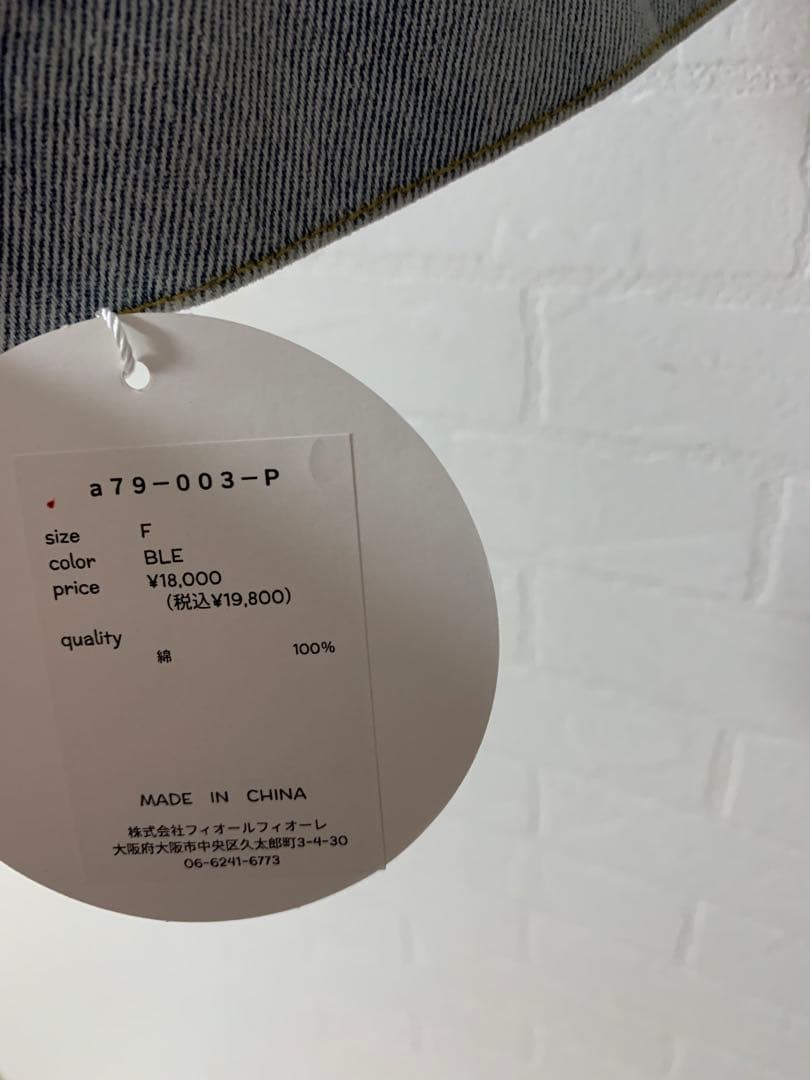 a79-003-P
size F
color BLE
price ¥18,000
(税込¥19,800)
quality
綿 100%
MADE IN CHINA
株式会社フィオールフィオーレ
大阪府大阪市中央区久太郎町3-4-30
06-6241-6773